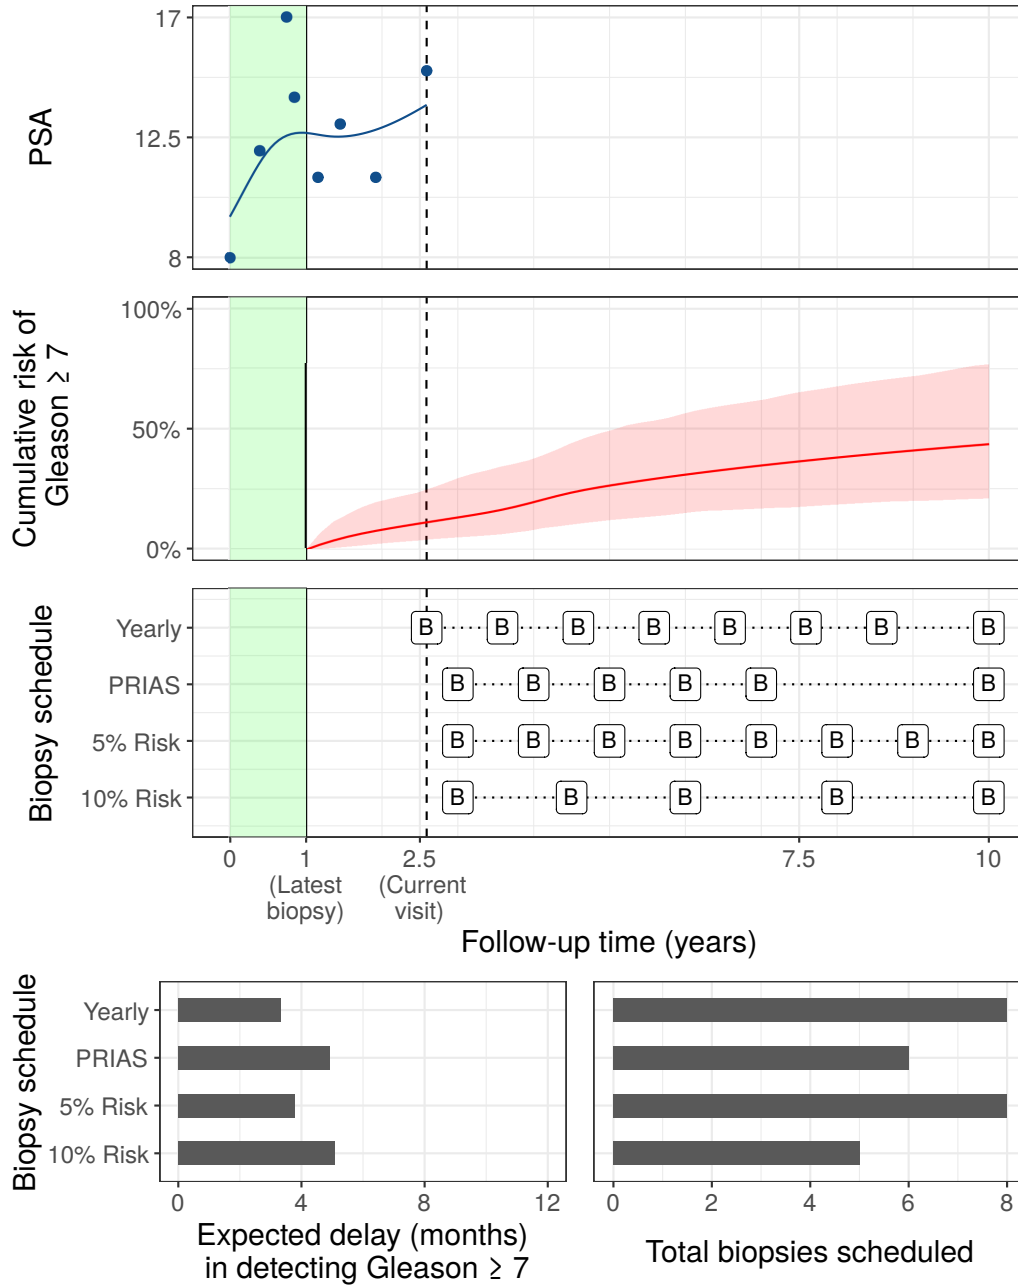 PSA
17
12.5
8
Cumulative risk of
Gleason ≥ 7
100%
50%
0%
Biopsy schedule
Yearly B B B B B B B B
PRIAS B B B B B B
5% Risk B B B B B B B B
10% Risk B B B B B
0 1 2.5 7.5 10
(Latest
biopsy)
(Current
visit)
Follow-up time (years)
Biopsy schedule
Yearly
PRIAS
5% Risk
10% Risk
0 4 8 12
Expected delay (months)
in detecting Gleason ≥ 7
0 2 4 6 8
Total biopsies scheduled